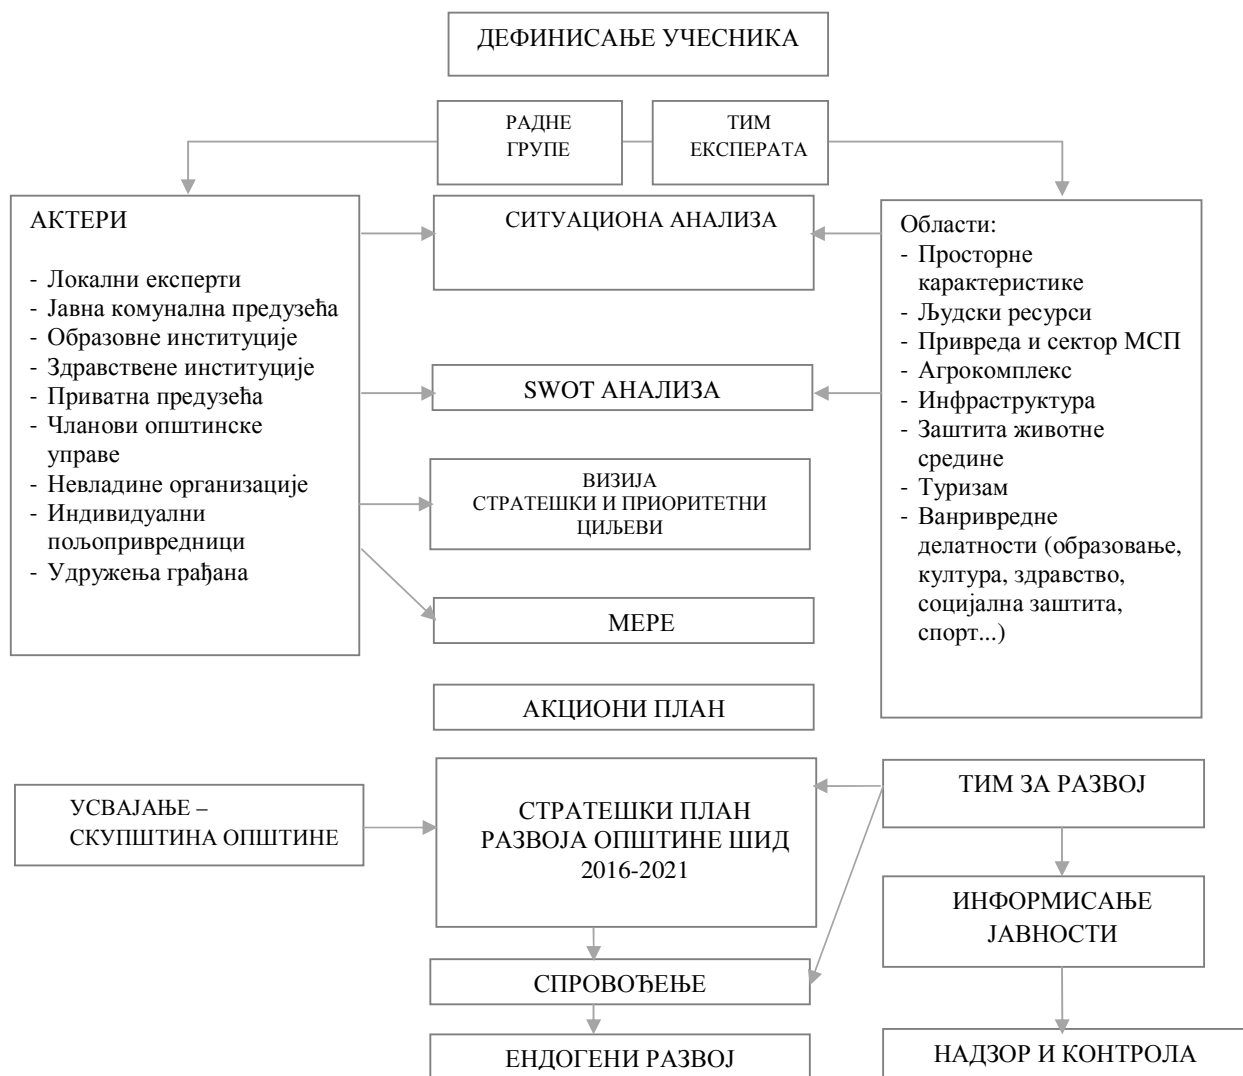 ДЕФИНИСАЊЕ УЧЕСНИКА
РАДНЕ
ГРУПЕ
ТИМ
ЕКСПЕРАТА
АКТЕРИ
- Локални експерти
- Јавна комунална предузећа
- Образовне институције
- Здравствене институције
- Приватна предузећа
- Чланови општинске
управе
- Невладине организације
- Индивидуални
пољопривредници
- Удружења грађана
СИТУАЦИОНА АНАЛИЗА
SWOT АНАЛИЗА
ВИЗИЈА
СТРАТЕШКИ И ПРИОРИТЕТНИ
ЦИЉЕВИ
МЕРЕ
АКЦИОНИ ПЛАН
Области:
- Просторне
карактеристике
- Људски ресурси
- Привреда и сектор МСП
- Агрокомплекс
- Инфраструктура
- Заштита животне
средине
- Туризам
- Ванривредне
делатности (образовање,
култура, здравство,
социјална заштита,
спорт...)
УСВАЈАЊЕ –
СКУПШТИНА ОПШТИНЕ
СТРАТЕШКИ ПЛАН
РАЗВОЈА ОПШТИНЕ ШИД
2016-2021
ТИМ ЗА РАЗВОЈ
ИНФОРМИСАЊЕ
ЈАВНОСТИ
СПРОВОЂЕЊЕ
ЕНДОГЕНИ РАЗВОЈ
НАДЗОР И КОНТРОЛА